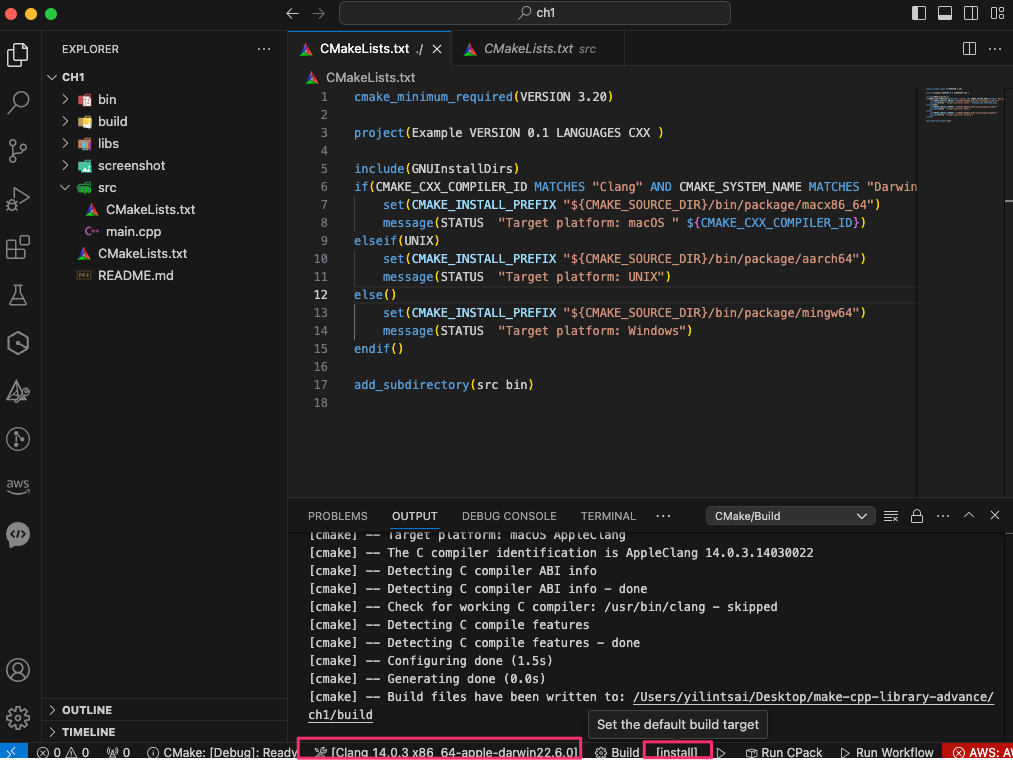 ch1
EXPLORER
CH1
bin
build
libs
screenshot
src
CMakeLists.txt
main.cpp
CMakeLists.txt
README.md
OUTLINE
TIMELINE
aws
CMakeLists.txt ./
CMakeLists.txt src
CMakeLists.txt
1 cmake_minimum_required(VERSION 3.20)
2
3 project(Example VERSION 0.1 LANGUAGES CXX )
4
5 include(GNUInstallDirs)
6 if(CMAKE_CXX_COMPILER_ID MATCHES "Clang" AND CMAKE_SYSTEM_NAME MATCHES "Darwin
7 set(CMAKE_INSTALL_PREFIX "${CMAKE_SOURCE_DIR}/bin/package/macx86_64")
8 message(STATUS "Target platform: macOS " ${CMAKE_CXX_COMPILER_ID})
9 elseif(UNIX)
10 set(CMAKE_INSTALL_PREFIX "${CMAKE_SOURCE_DIR}/bin/package/aarch64")
11 message(STATUS "Target platform: UNIX")
12 else()
13 set(CMAKE_INSTALL_PREFIX "${CMAKE_SOURCE_DIR}/bin/package/mingw64")
14 message(STATUS "Target platform: Windows")
15 endif()
16
17 add_subdirectory(src bin)
18
PROBLEMS OUTPUT DEBUG CONSOLE TERMINAL ··· CMake/Build
[cmake] -- Target platform: macOS AppleClang
[cmake] -- The C compiler identification is AppleClang 14.0.3.14030022
[cmake] -- Detecting C compiler ABI info
[cmake] -- Detecting C compiler ABI info - done
[cmake] -- Check for working C compiler: /usr/bin/clang - skipped
[cmake] -- Detecting C compile features
[cmake] -- Detecting C compile features - done
[cmake] -- Configuring done (1.5s)
[cmake] -- Generating done (0.0s)
[cmake] -- Build files have been written to: /Users/yilintsai/Desktop/make-cpp-library-advance/
ch1/build
Set the default build target
0 0 0 CMake: [Debug]: Ready [Clang 14.0.3 x86_64-apple-darwin22.6.0] Build [install] Run CPack Run Workflow AWS: AW